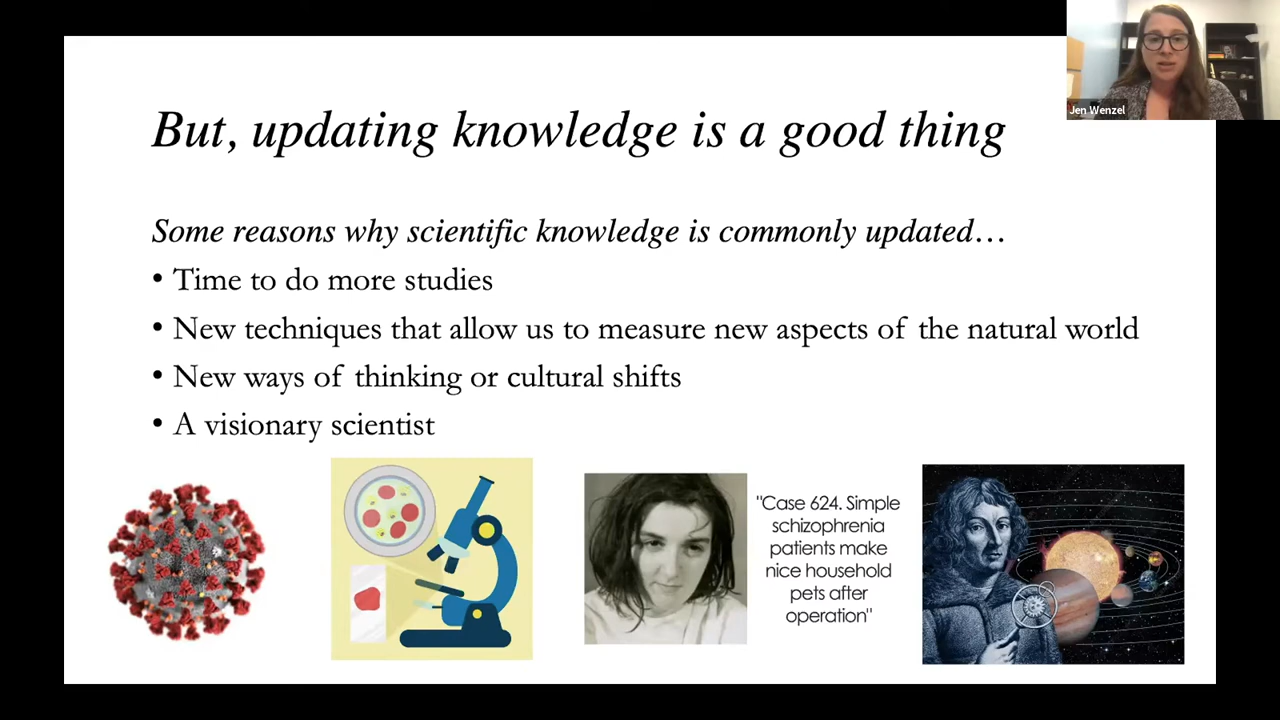 Jen Wenzel
But, updating knowledge is a good thing
Some reasons why scientific knowledge is commonly updated…
• Time to do more studies
• New techniques that allow us to measure new aspects of the natural world
• New ways of thinking or cultural shifts
• A visionary scientist
"Case 624. Simple
schizophrenia
patients make
nice household
pets after
operation"